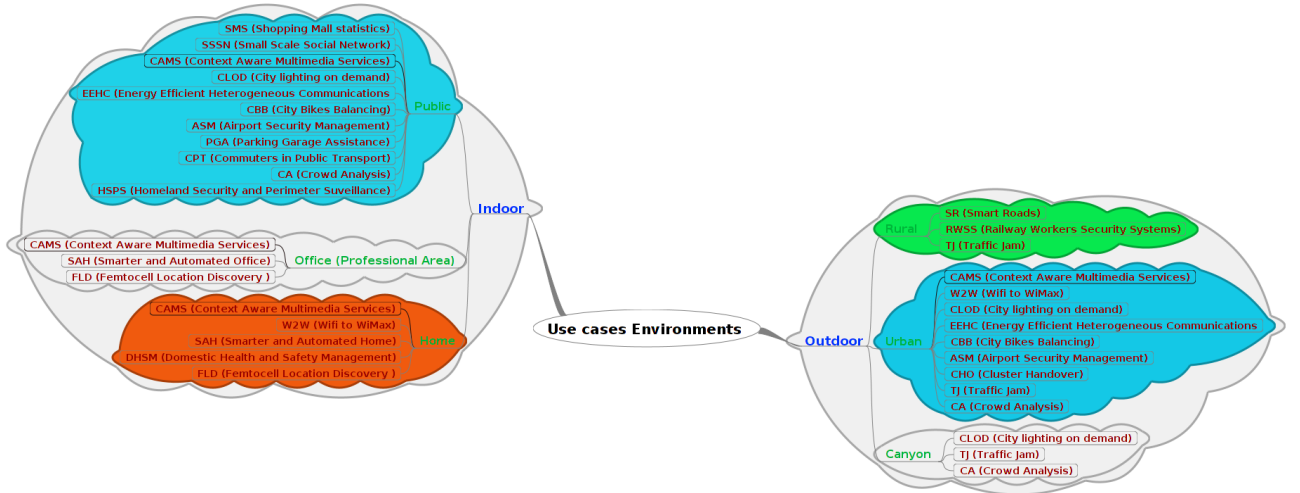 SMS (Shopping Mall statistics)
SSSN (Small Scale Social Network)
CAMS (Context Aware Multimedia Services)
CLOD (City lighting on demand)
EEHC (Energy Efficient Heterogeneous Communications
CBB (City Bikes Balancing)
ASM (Airport Security Management)
PGA (Parking Garage Assistance)
CPT (Commuters in Public Transport)
CA (Crowd Analysis)
HSPS (Homeland Security and Perimeter Suveillance)
Public
Indoor
CAMS (Context Aware Multimedia Services)
SAH (Smarter and Automated Office)
FLD (Femtocell Location Discovery )
Office (Professional Area)
CAMS (Context Aware Multimedia Services)
W2W (Wifi to WiMax)
SAH (Smarter and Automated Home)
DHSM (Domestic Health and Safety Management)
FLD (Femtocell Location Discovery )
Home
Use cases Environments
Outdoor
Rural
SR (Smart Roads)
RWSS (Railway Workers Security Systems)
TJ (Traffic Jam)
Urban
CAMS (Context Aware Multimedia Services)
W2W (Wifi to WiMax)
CLOD (City lighting on demand)
EEHC (Energy Efficient Heterogeneous Communications
CBB (City Bikes Balancing)
ASM (Airport Security Management)
CHO (Cluster Handover)
TJ (Traffic Jam)
CA (Crowd Analysis)
Canyon
CLOD (City lighting on demand)
TJ (Traffic Jam)
CA (Crowd Analysis)